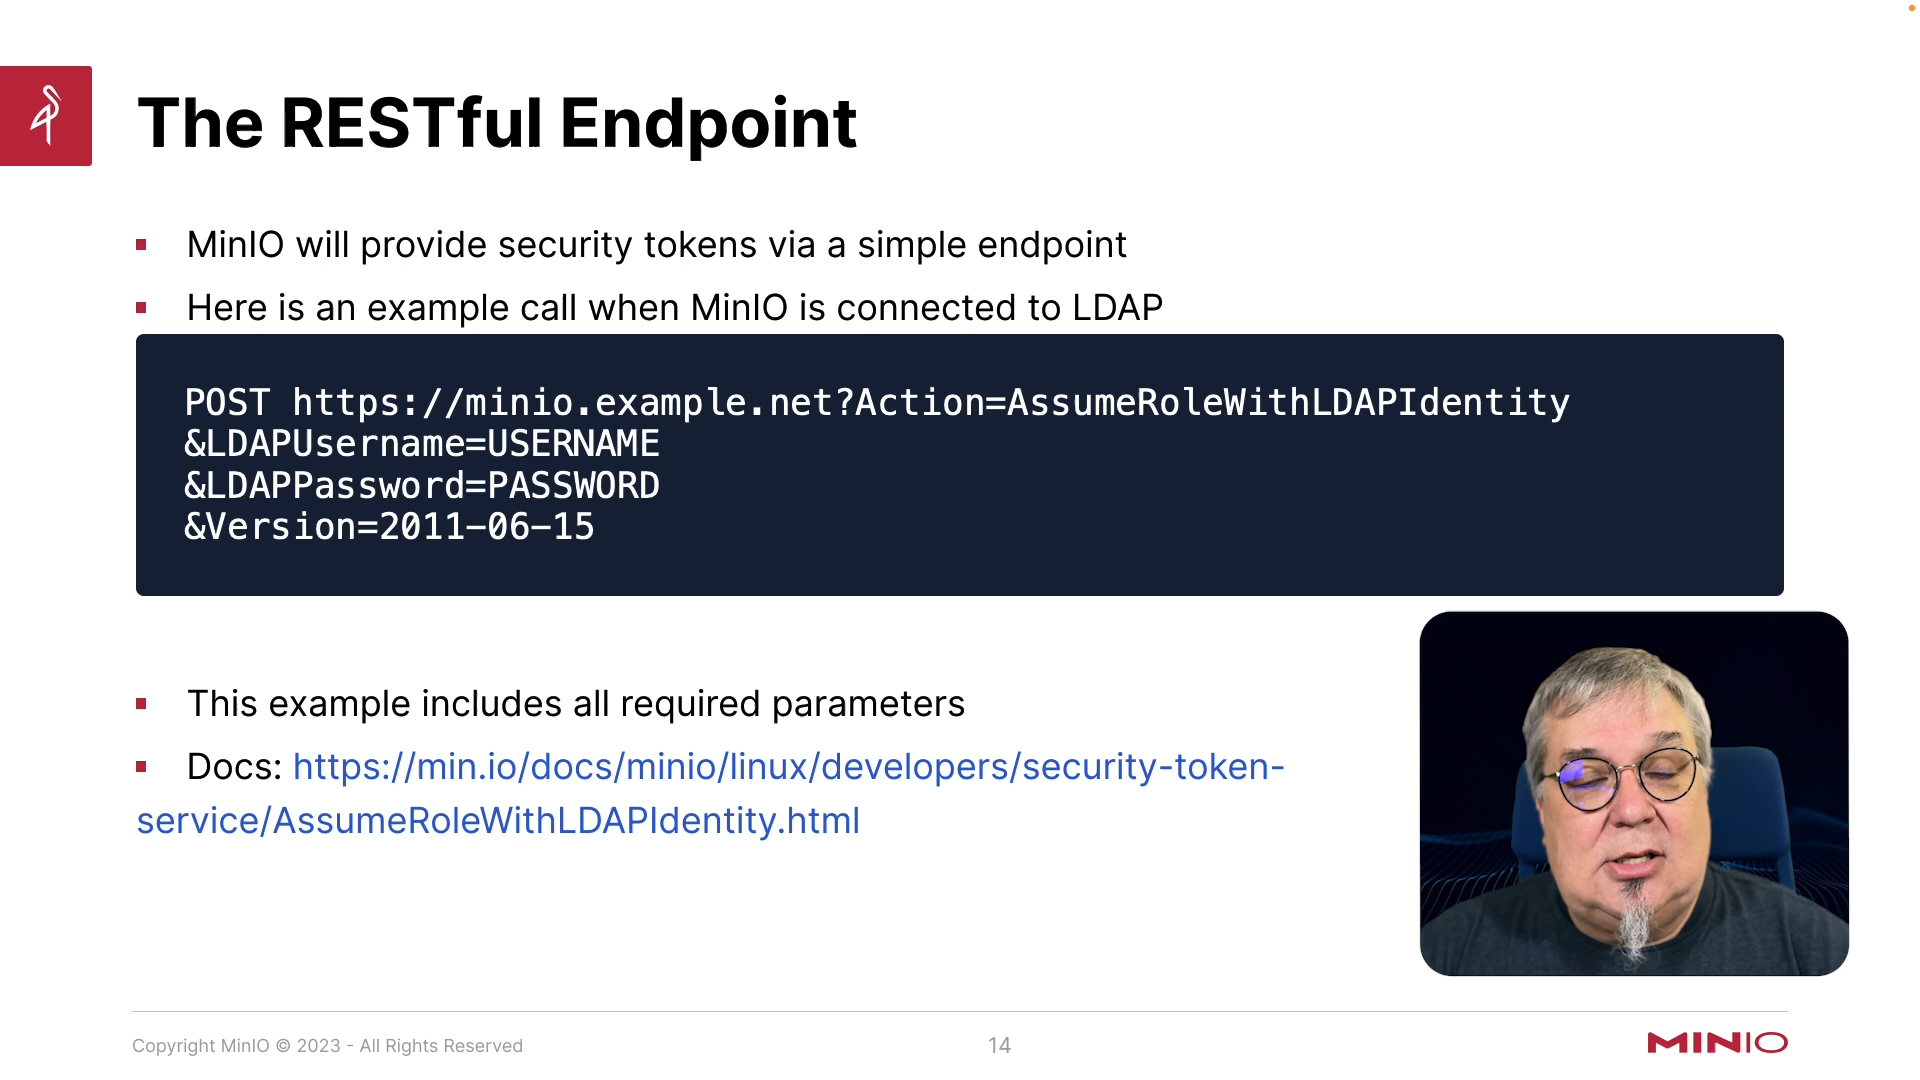 The RESTful Endpoint
MinIO will provide security tokens via a simple endpoint
Here is an example call when MinIO is connected to LDAP
POST https://minio.example.net?Action=AssumeRoleWithLDAPIdentity
&LDAPUsername=USERNAME
&LDAPPassword=PASSWORD
&Version=2011-06-15
This example includes all required parameters
Docs: https://min.io/docs/minio/linux/developers/security-token-
service/AssumeRoleWithLDAPIdentity.html
Copyright MinIO © 2023 - All Rights Reserved
14
MINIO